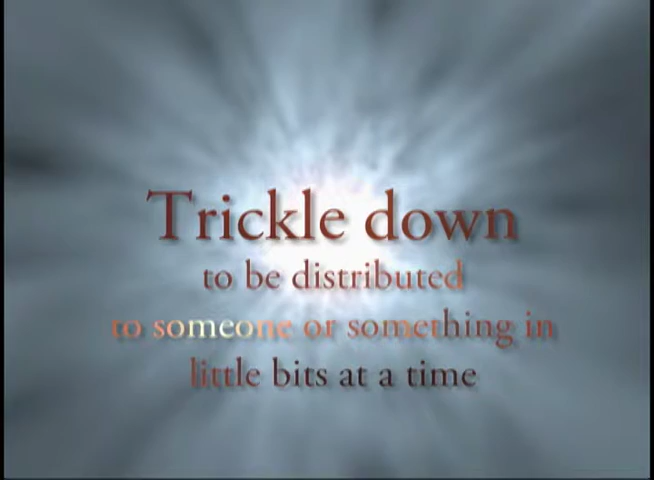 Trickle down
to be distributed
to someone or something in
little bits at a time